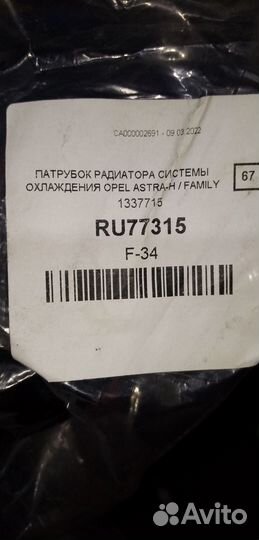 CA000002691 - 09.03.2022
ПАТРУБОК РАДИАТОРА СИСТЕМЫ
ОХЛАЖДЕНИЯ OPEL ASTRA-H / FAMILY
67
1337715
RU77315
F-34
Avito